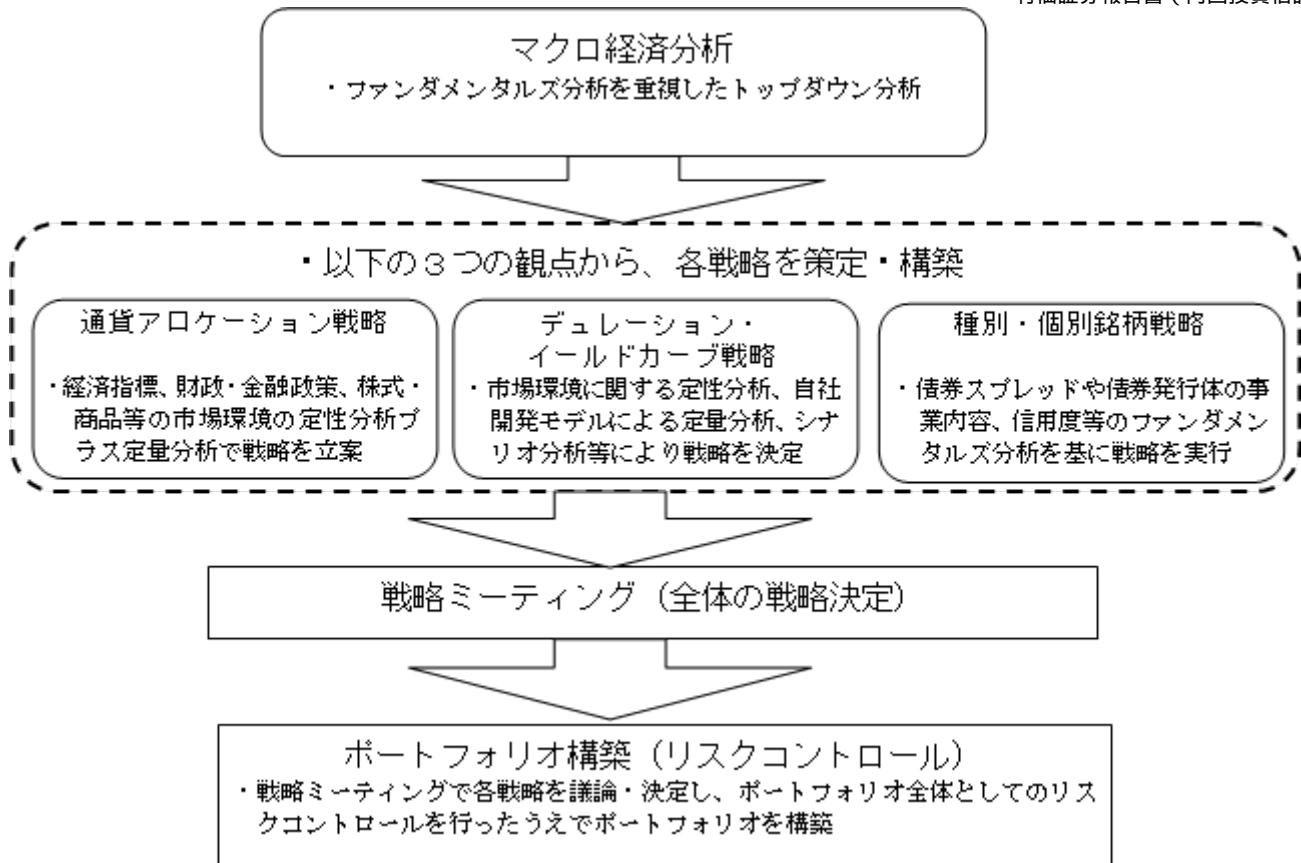 マクロ経済分析
・ファンダメンタルズ分析を重視したトップダウン分析
・以下の３つの観点から、各戦略を策定・構築
通貨アロケーション戦略
・経済指標、財政・金融政策、株式・
商品等の市場環境の定性分析プ
ラス定量分析で戦略を立案
デュレーション・
イールドカーブ戦略
・市場環境に関する定性分析、自社
開発モデルによる定量分析、シナ
リオ分析等により戦略を決定
種別・個別銘柄戦略
・債券スプレッドや債券発行体の事
業内容、信用度等のファンダメン
タルズ分析を基に戦略を実行
戦略ミーティング（全体の戦略決定）
ポートフォリオ構築（リスクコントロール）
・戦略ミーティングで各戦略を議論・決定し、ポートフォリオ全体としてのリス
クコントロールを行ったうえでポートフォリオを構築